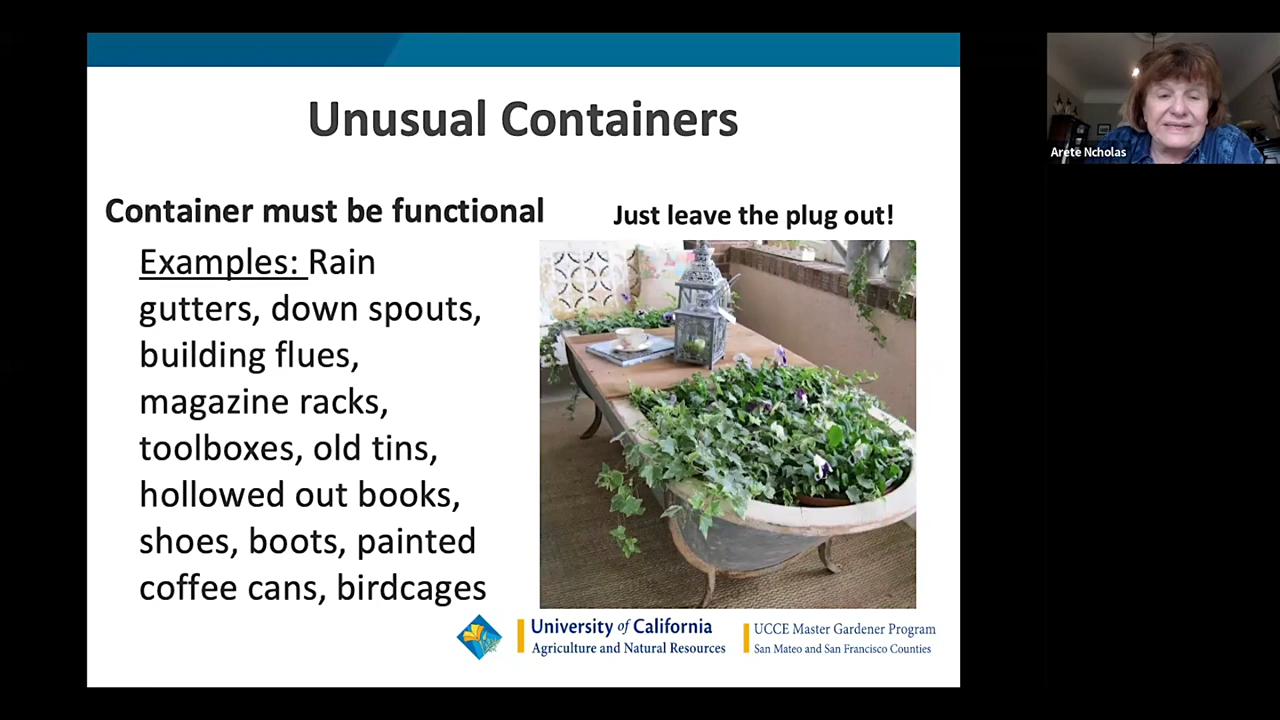 Unusual Containers
Container must be functional
Examples: Rain
gutters, down spouts,
building flues,
magazine racks,
toolboxes, old tins,
hollowed out books,
shoes, boots, painted
coffee cans, birdcages
Just leave the plug out!
University of California
Agriculture and Natural Resources
UCCE Master Gardener Program
San Mateo and San Francisco Counties
Arete Ncholas